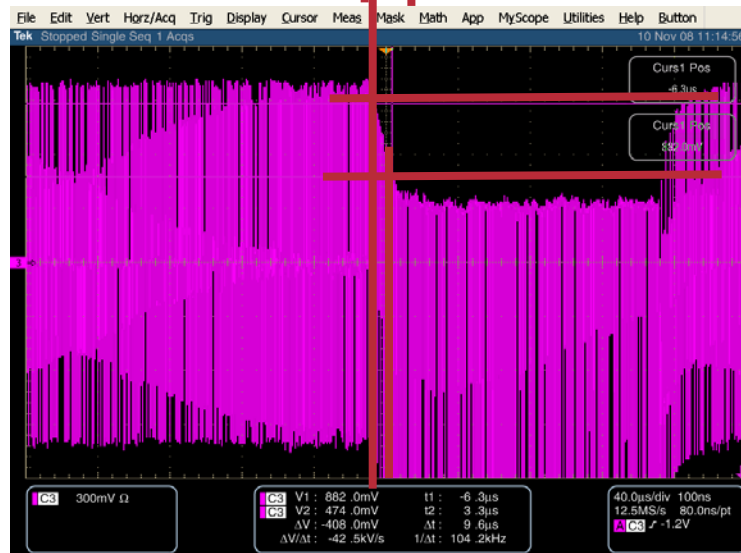 File Edit Vert Horz/Acq Trig Display Cursor Meas Mask Math App MyScope Utilities Help Button
Tek Stopped Single Seq 1 Acqs 10 Nov 08 11:14:56
Curs1 Pos
-6.3µs
Curs1 Pos
882.0mV
3
C3 300mV Ω
C3 V1 : 882 .0mV t1 : -6 .3µs
C3 V2 : 474 .0mV t2 : 3 .3µs
ΔV : -408 .0mV Δt : 9 .6µs
ΔV/Δt : -42 .5kV/s 1/Δt : 104 .2kHz
40.0µs/div 100ns
12.5MS/s 80.0ns/pt
A C3 -1.2V